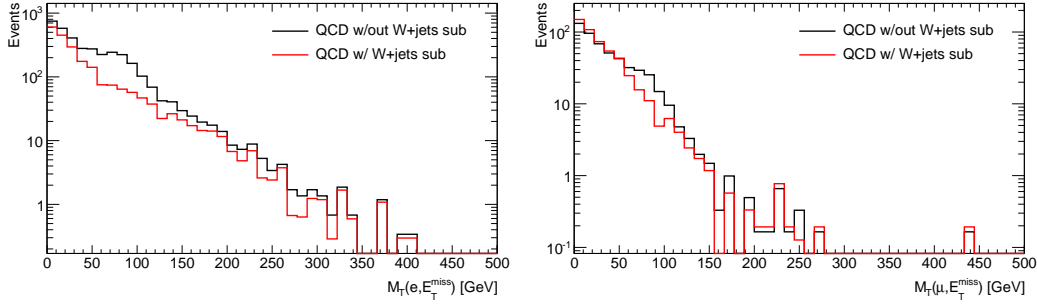 Events
10³
10²
10
1
QCD w/out W+jets sub
QCD w/ W+jets sub
0 50 100 150 200 250 300 350 400 450 500
M_T(e,E_T^miss) [GeV]
Events
10²
10
1
10⁻¹
QCD w/out W+jets sub
QCD w/ W+jets sub
0 50 100 150 200 250 300 350 400 450 500
M_T(μ,E_T^miss) [GeV]